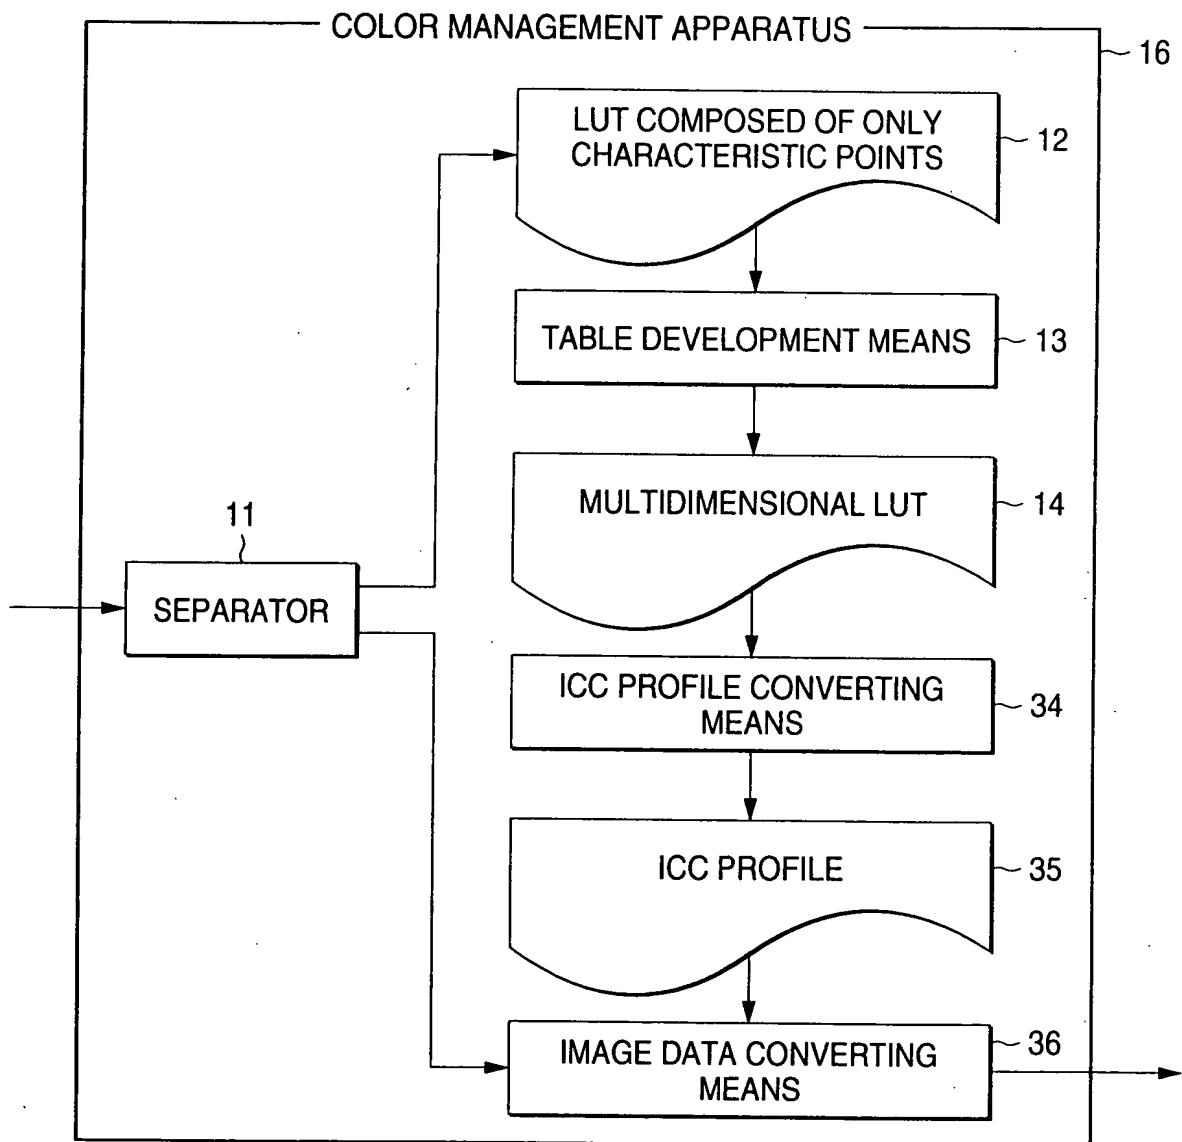 COLOR MANAGEMENT APPARATUS
16
LUT COMPOSED OF ONLY
CHARACTERISTIC POINTS
12
TABLE DEVELOPMENT MEANS
13
MULTIDIMENSIONAL LUT
14
11
SEPARATOR
ICC PROFILE CONVERTING
MEANS
34
ICC PROFILE
35
IMAGE DATA CONVERTING
MEANS
36